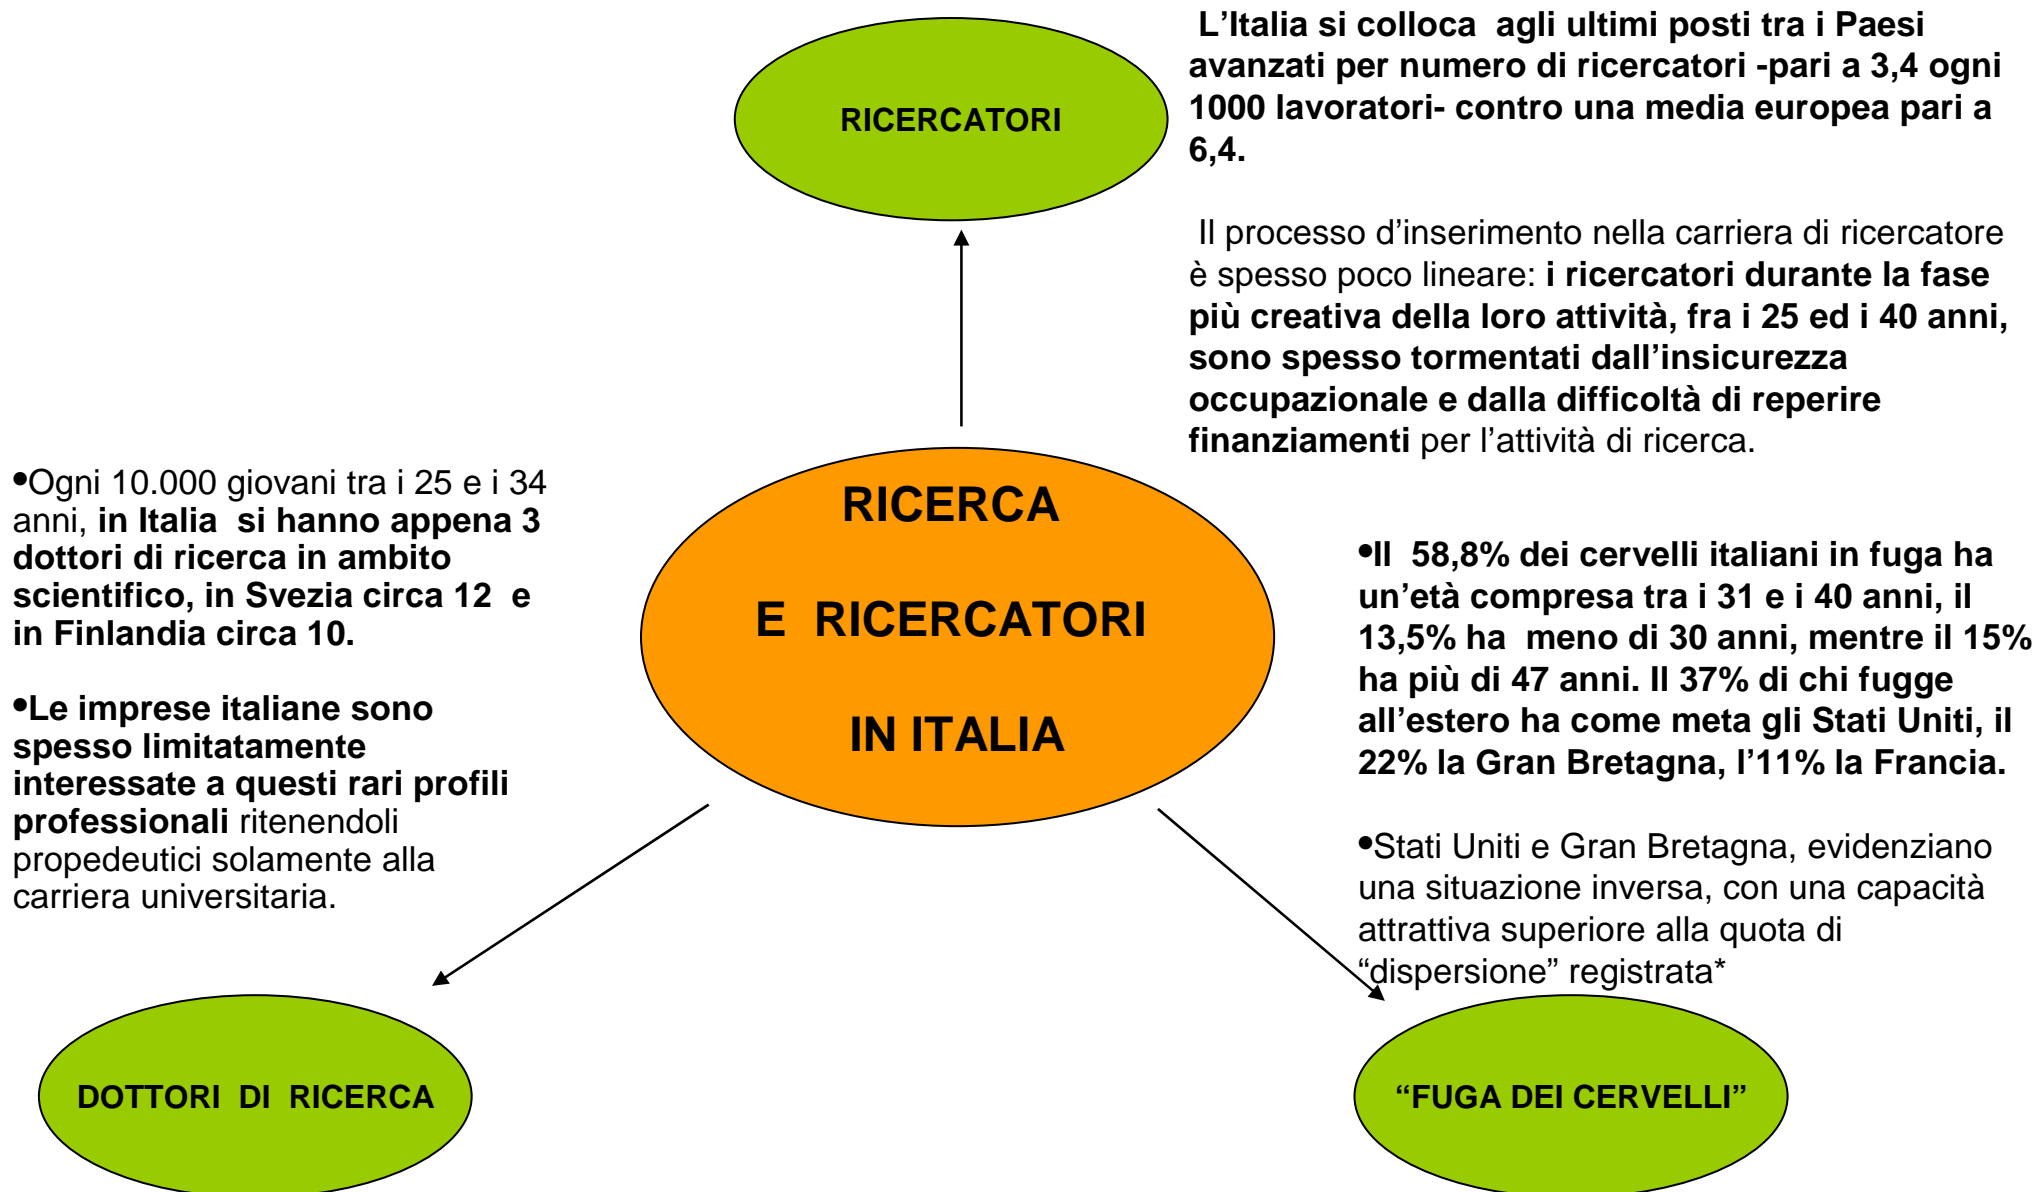 RICERCATORI
L’Italia si colloca agli ultimi posti tra i Paesi
avanzati per numero di ricercatori -pari a 3,4 ogni
1000 lavoratori- contro una media europea pari a
6,4.
Il processo d’inserimento nella carriera di ricercatore
è spesso poco lineare: i ricercatori durante la fase
più creativa della loro attività, fra i 25 ed i 40 anni,
sono spesso tormentati dall’insicurezza
occupazionale e dalla difficoltà di reperire
finanziamenti per l’attività di ricerca.
•Ogni 10.000 giovani tra i 25 e i 34
anni, in Italia si hanno appena 3
dottori di ricerca in ambito
scientifico, in Svezia circa 12 e
in Finlandia circa 10.
•Le imprese italiane sono
spesso limitatamente
interessate a questi rari profili
professionali ritenendoli
propedeutici solamente alla
carriera universitaria.
RICERCA
E RICERCATORI
IN ITALIA
•Il 58,8% dei cervelli italiani in fuga ha
un’età compresa tra i 31 e i 40 anni, il
13,5% ha meno di 30 anni, mentre il 15%
ha più di 47 anni. Il 37% di chi fugge
all’estero ha come meta gli Stati Uniti, il
22% la Gran Bretagna, l’11% la Francia.
•Stati Uniti e Gran Bretagna, evidenziano
una situazione inversa, con una capacità
attrattiva superiore alla quota di
“dispersione” registrata*
DOTTORI DI RICERCA
“FUGA DEI CERVELLI”